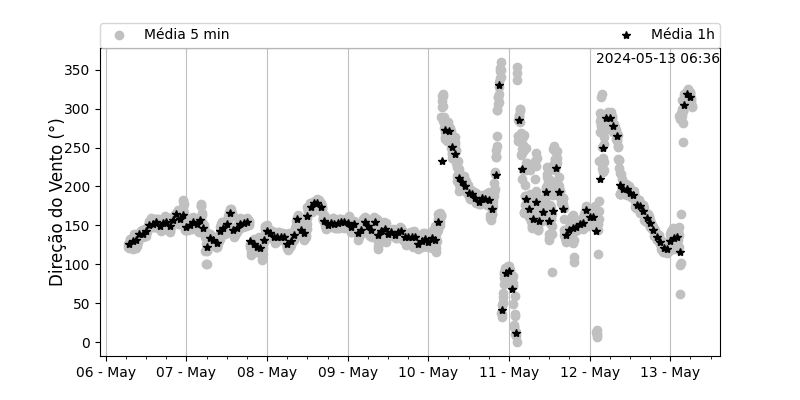 Média 5 min
Média 1h
2024-05-13 06:36
Direção do Vento (°)
350
300
250
200
150
100
50
0
06 - May
07 - May
08 - May
09 - May
10 - May
11 - May
12 - May
13 - May